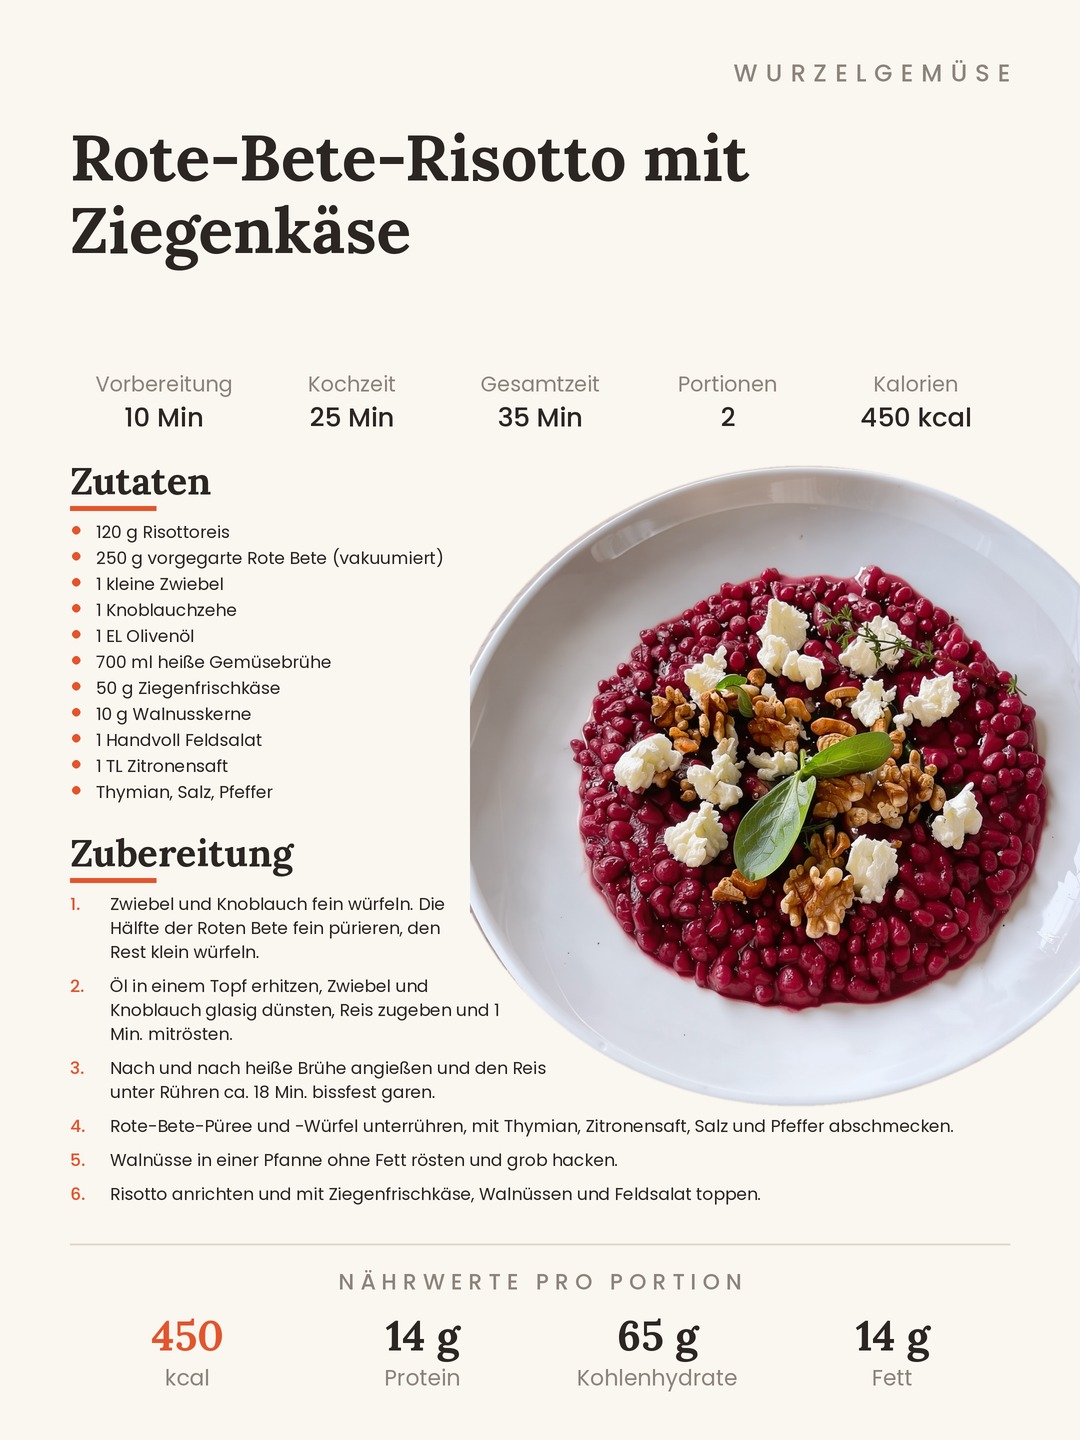 WURZELGEMÜSE
Rote-Bete-Risotto mit
Ziegenkäse
Vorbereitung Kochzeit Gesamtzeit Portionen Kalorien
10 Min 25 Min 35 Min 2 450 kcal
Zutaten
• 120 g Risottoreis
• 250 g vorgegarte Rote Bete (vakuumiert)
• 1 kleine Zwiebel
• 1 Knoblauchzehe
• 1 EL Olivenöl
• 700 ml heiße Gemüsebrühe
• 50 g Ziegenfrischkäse
• 10 g Walnusskerne
• 1 Handvoll Feldsalat
• 1 TL Zitronensaft
• Thymian, Salz, Pfeffer
Zubereitung
1. Zwiebel und Knoblauch fein würfeln. Die
Hälfte der Roten Bete fein pürieren, den
Rest klein würfeln.
2. Öl in einem Topf erhitzen, Zwiebel und
Knoblauch glasig dünsten, Reis zugeben und 1
Min. mitrösten.
3. Nach und nach heiße Brühe angießen und den Reis
unter Rühren ca. 18 Min. bissfest garen.
4. Rote-Bete-Püree und -Würfel unterrühren, mit Thymian, Zitronensaft, Salz und Pfeffer abschmecken.
5. Walnüsse in einer Pfanne ohne Fett rösten und grob hacken.
6. Risotto anrichten und mit Ziegenfrischkäse, Walnüssen und Feldsalat toppen.
NÄHRWERTE PRO PORTION
450 14 g 65 g 14 g
kcal Protein Kohlenhydrate Fett